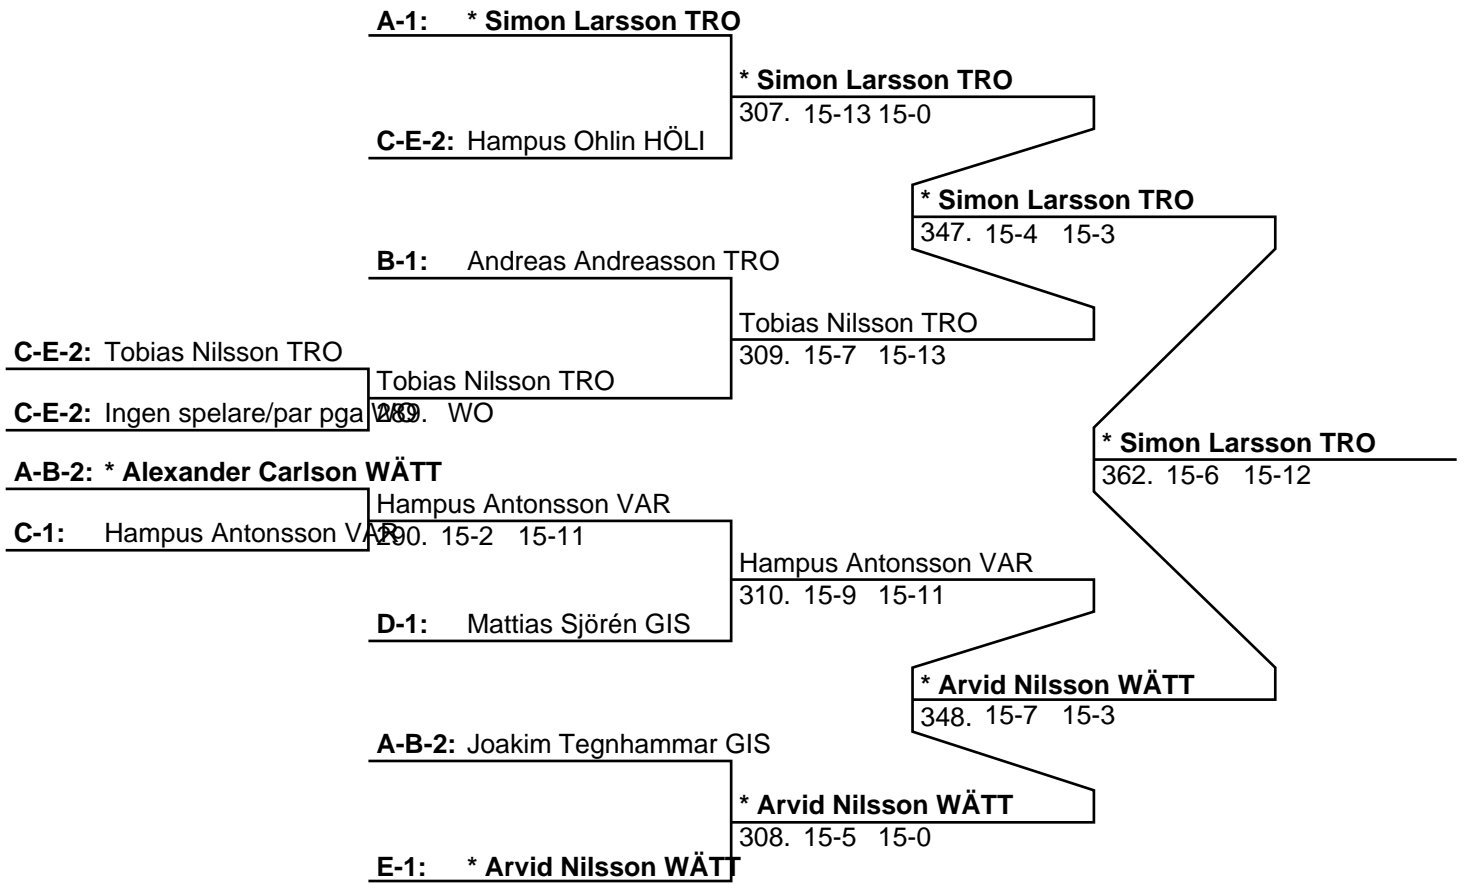 A-1: * Simon Larsson TRO
* Simon Larsson TRO
307. 15-13 15-0
C-E-2: Hampus Ohlin HÖLI
* Simon Larsson TRO
347. 15-4 15-3
B-1: Andreas Andreasson TRO
Tobias Nilsson TRO
309. 15-7 15-13
C-E-2: Tobias Nilsson TRO
Tobias Nilsson TRO
C-E-2: Ingen spelare/par pga WO
289. WO
* Simon Larsson TRO
362. 15-6 15-12
A-B-2: * Alexander Carlson WÄTT
Hampus Antonsson VAR
C-1: Hampus Antonsson VAR
290. 15-2 15-11
Hampus Antonsson VAR
310. 15-9 15-11
D-1: Mattias Sjörén GIS
* Arvid Nilsson WÄTT
348. 15-7 15-3
A-B-2: Joakim Tegnhammar GIS
* Arvid Nilsson WÄTT
308. 15-5 15-0
E-1: * Arvid Nilsson WÄTT